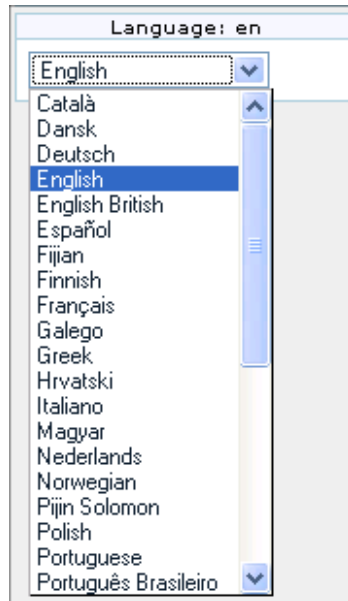 Language: en
English
Català
Dansk
Deutsch
English
English British
Español
Fijian
Finnish
Français
Galego
Greek
Hrvatski
Italiano
Magyar
Nederlands
Norwegian
Pijin Solomon
Polish
Portuguese
Português Brasileiro